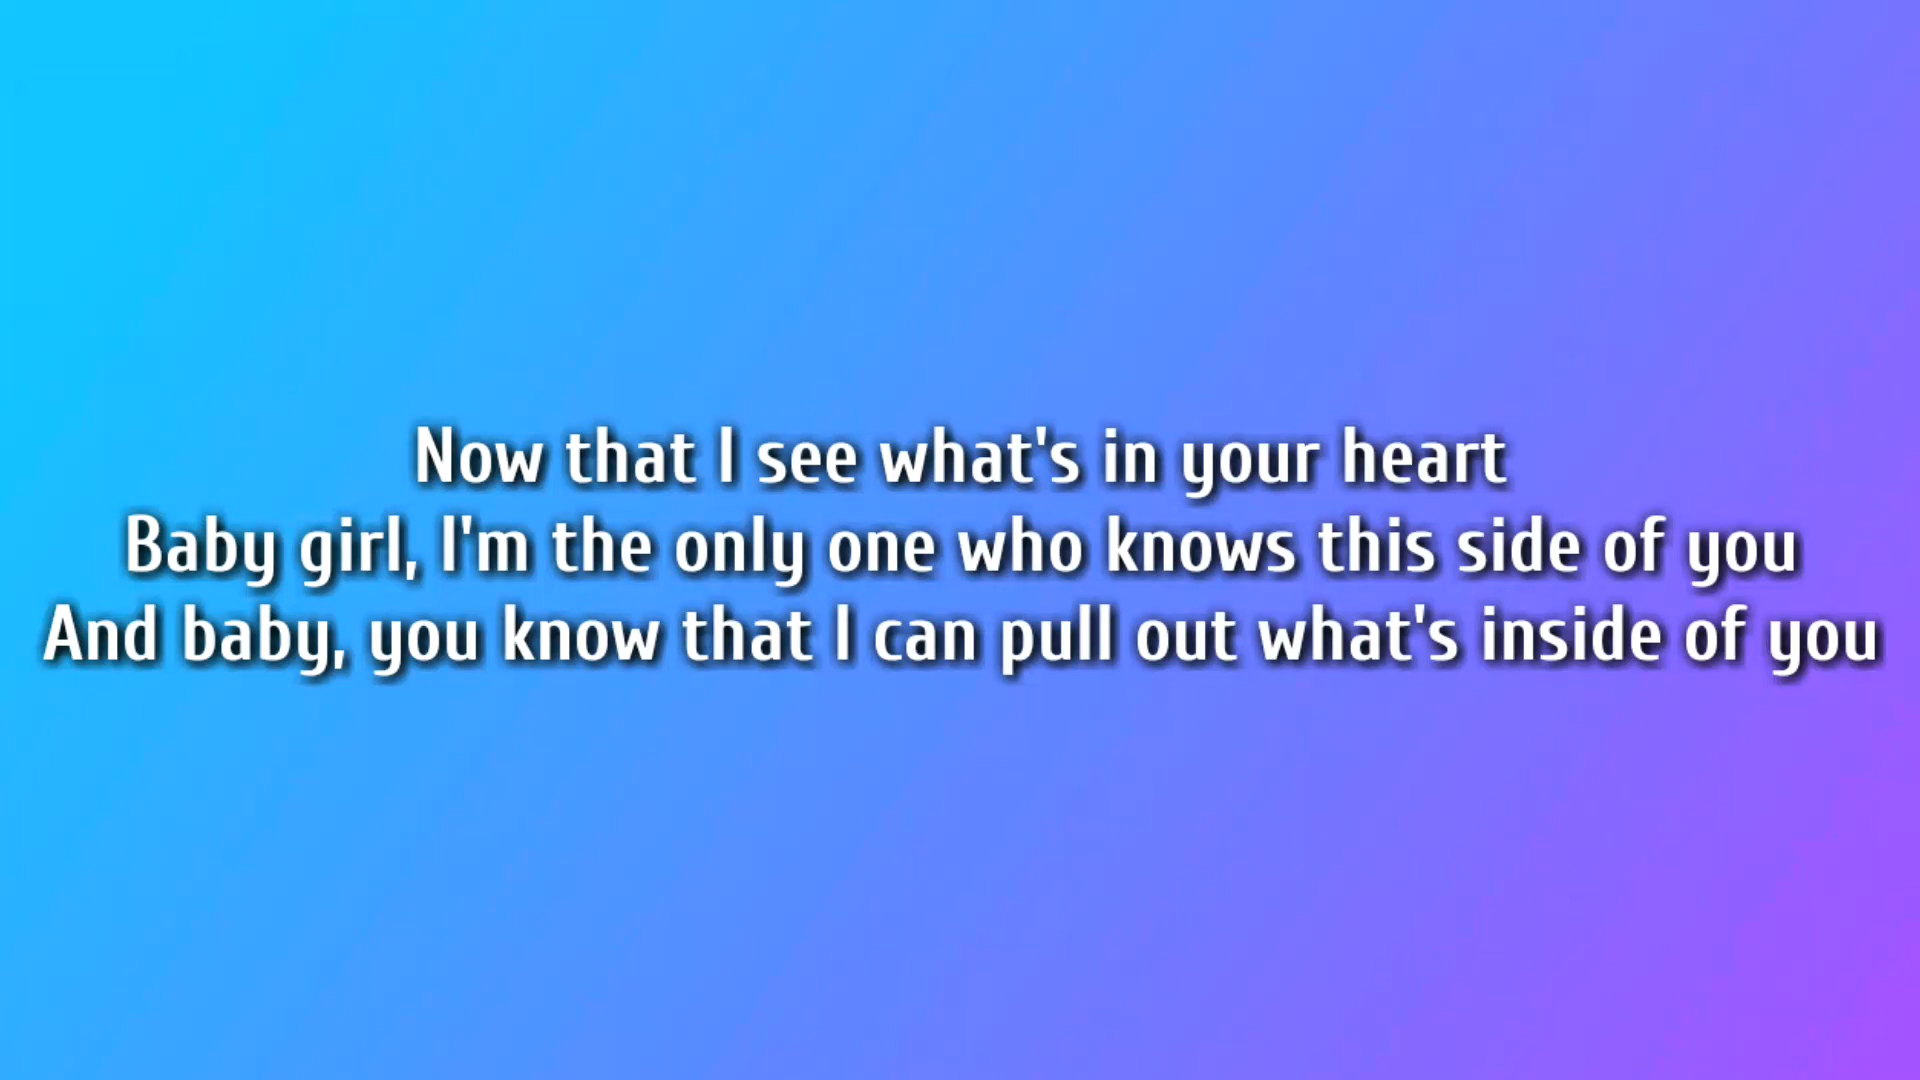 Now that I see what's in your heart
Baby girl, I'm the only one who knows this side of you
And baby, you know that I can pull out what's inside of you